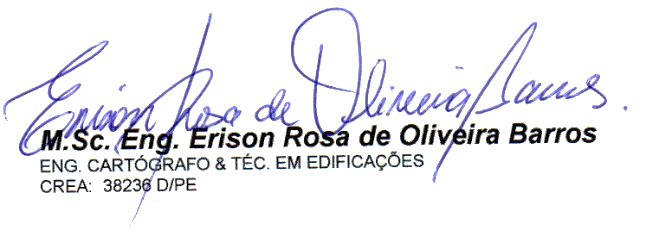 Erison Rosa de Oliveira Barros.
M.Sc. Eng. Erison Rosa de Oliveira Barros
ENG. CARTÓGRAFO & TÉC. EM EDIFICAÇÕES
CREA: 38236 D/PE